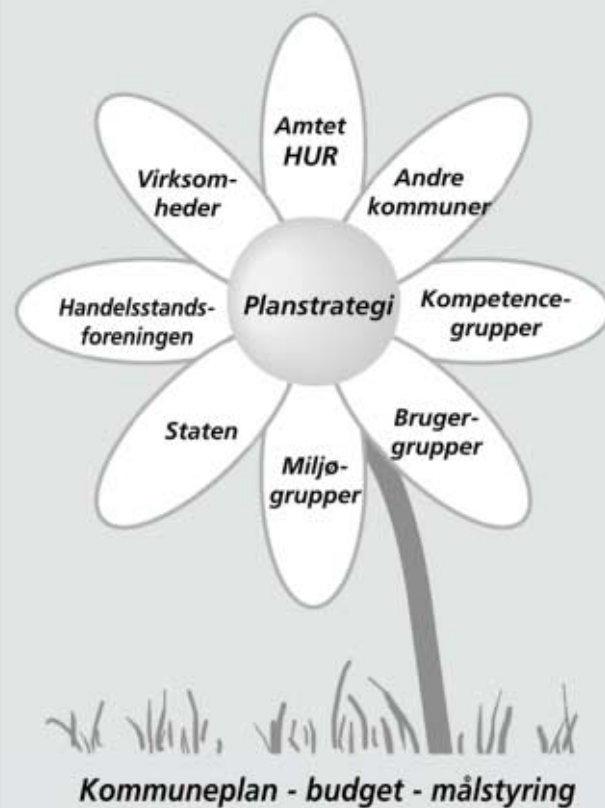 Amtet
HUR
Virksom-
heder
Andre
kommuner
Handelsstands-
foreningen
Planstrategi
Kompetence-
grupper
Staten
Bruger-
grupper
Miljø-
grupper
Kommuneplan - budget - målstyring